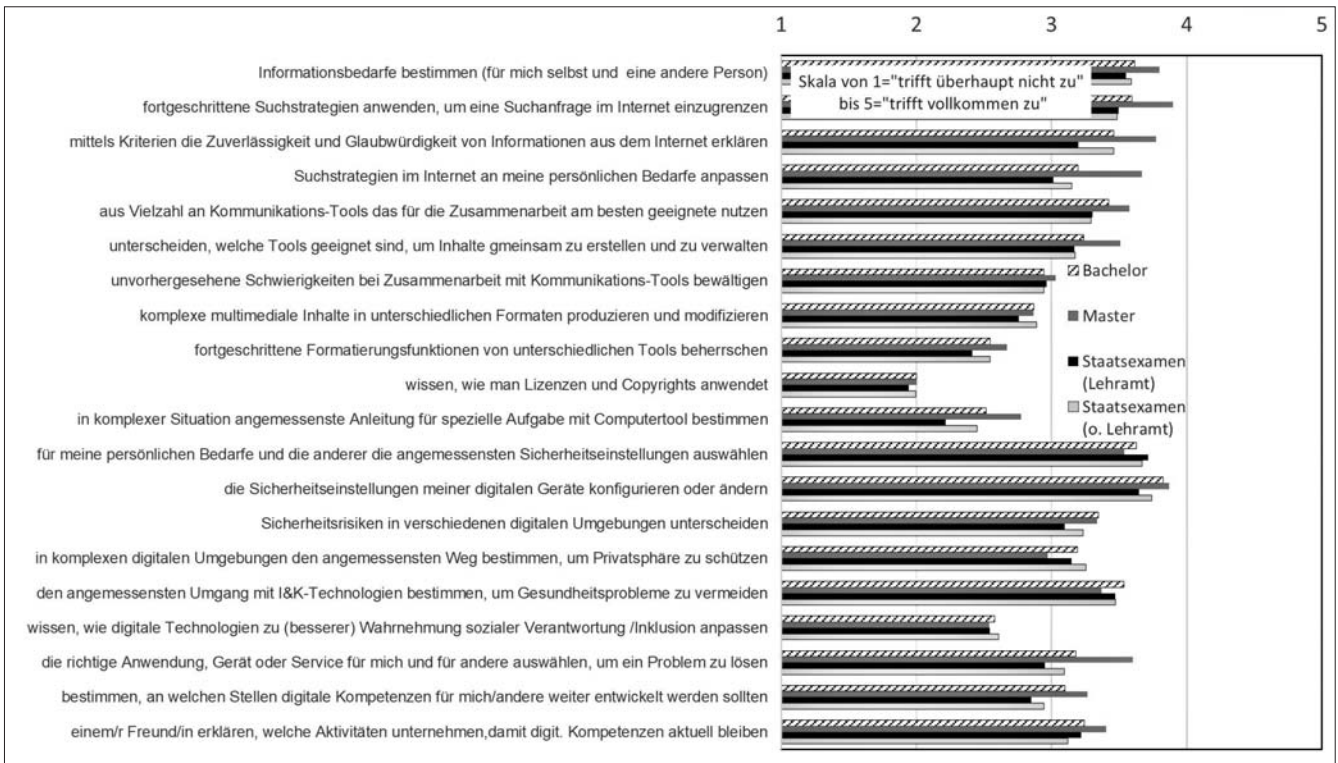 1 2 3 4 5
Informationsbedarfe bestimmen (für mich selbst und eine andere Person)
Skala von 1="trifft überhaupt nicht zu"
bis 5="trifft vollkommen zu"
fortgeschrittene Suchstrategien anwenden, um eine Suchanfrage im Internet einzugrenzen
mittels Kriterien die Zuverlässigkeit und Glaubwürdigkeit von Informationen aus dem Internet erklären
Suchstrategien im Internet an meine persönlichen Bedarfe anpassen
aus Vielzahl an Kommunikations-Tools das für die Zusammenarbeit am besten geeignete nutzen
unterscheiden, welche Tools geeignet sind, um Inhalte gmeinsam zu erstellen und zu verwalten
unvorhergesehene Schwierigkeiten bei Zusammenarbeit mit Kommunikations-Tools bewältigen
komplexe multimediale Inhalte in unterschiedlichen Formaten produzieren und modifizieren
fortgeschrittene Formatierungsfunktionen von unterschiedlichen Tools beherrschen
wissen, wie man Lizenzen und Copyrights anwendet
in komplexer Situation angemessenste Anleitung für spezielle Aufgabe mit Computertool bestimmen
für meine persönlichen Bedarfe und die anderer die angemessensten Sicherheitseinstellungen auswählen
die Sicherheitseinstellungen meiner digitalen Geräte konfigurieren oder ändern
Sicherheitsrisiken in verschiedenen digitalen Umgebungen unterscheiden
in komplexen digitalen Umgebungen den angemessensten Weg bestimmen, um Privatsphäre zu schützen
den angemessensten Umgang mit I&K-Technologien bestimmen, um Gesundheitsprobleme zu vermeiden
wissen, wie digitale Technologien zu (besserer) Wahrnehmung sozialer Verantwortung /Inklusion anpassen
die richtige Anwendung, Gerät oder Service für mich und für andere auswählen, um ein Problem zu lösen
bestimmen, an welchen Stellen digitale Kompetenzen für mich/andere weiter entwickelt werden sollten
einem/r Freund/in erklären, welche Aktivitäten unternehmen,damit digit. Kompetenzen aktuell bleiben
Bachelor
Master
Staatsexamen
(Lehramt)
Staatsexamen
(o. Lehramt)